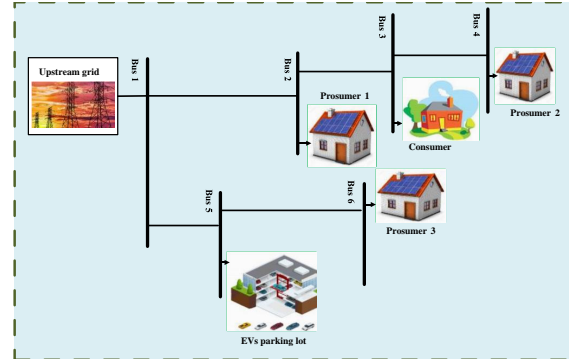 Upstream grid
Bus 1
Bus 2
Bus 3
Bus 4
Prosumer 1
Prosumer 2
Consumer
Bus 5
Bus 6
Prosumer 3
EVs parking lot